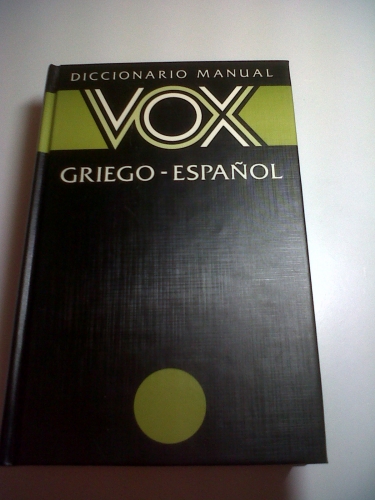 DICCIONARIO MANUAL
VOX
GRIEGO - ESPAÑOL